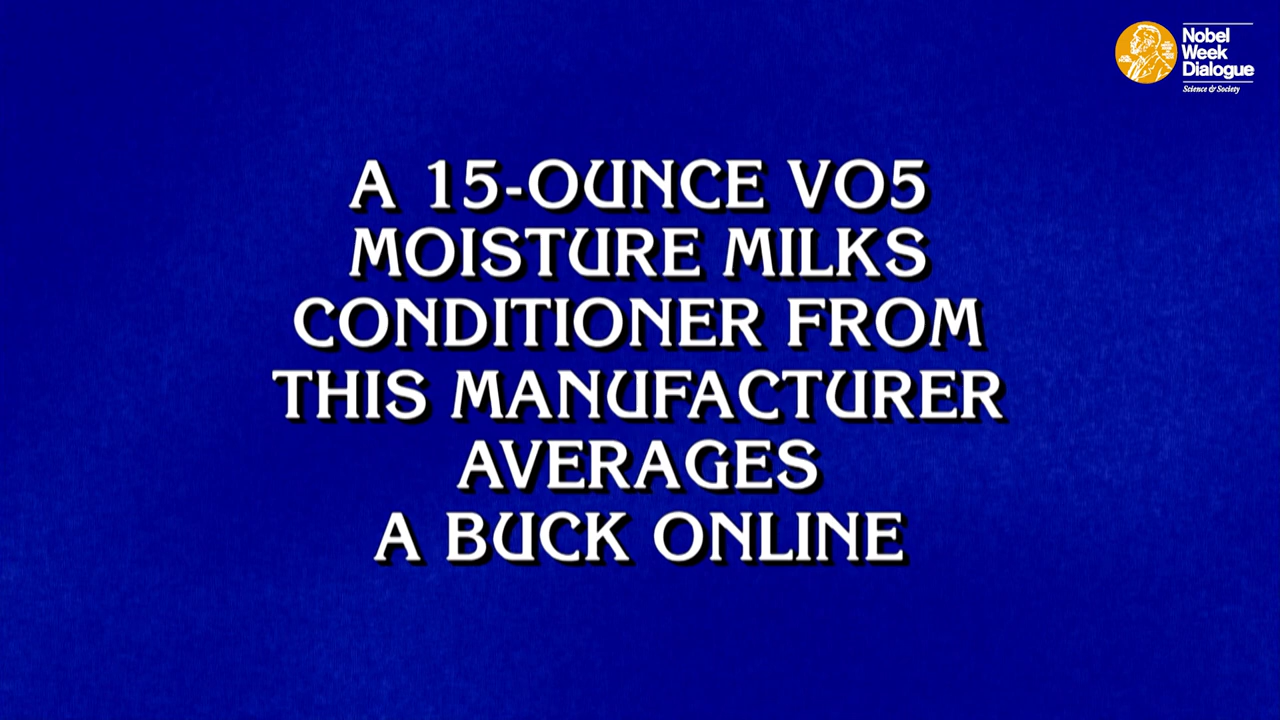 Nobel
Week
Dialogue
Science & Society
A 15-OUNCE VO5
MOISTURE MILKS
CONDITIONER FROM
THIS MANUFACTURER
AVERAGES
A BUCK ONLINE